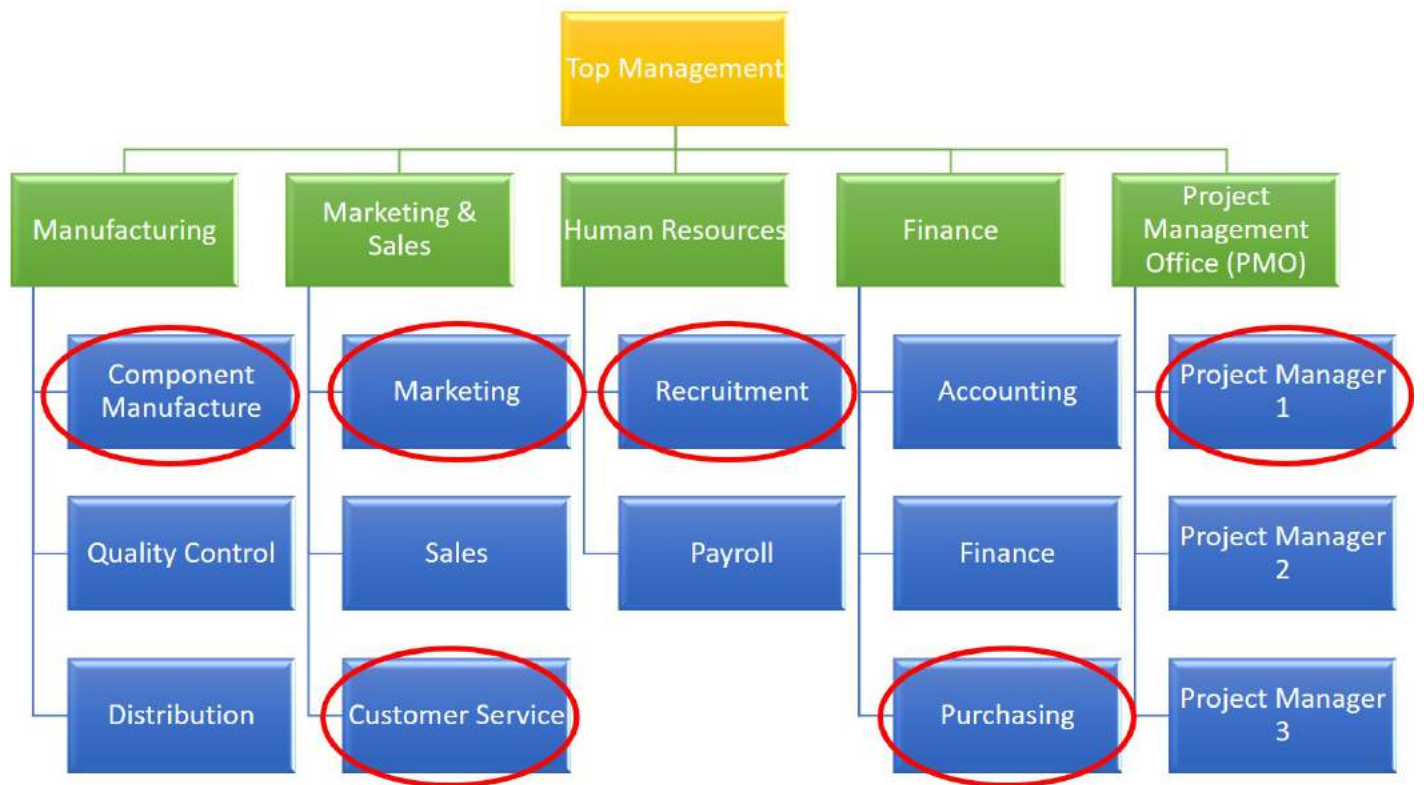 Top Management
Manufacturing
Marketing &
Sales
Human Resources
Finance
Project
Management
Office (PMO)
Component
Manufacture
Marketing
Recruitment
Accounting
Project Manager
1
Quality Control
Sales
Payroll
Finance
Project Manager
2
Distribution
Customer Service
Purchasing
Project Manager
3